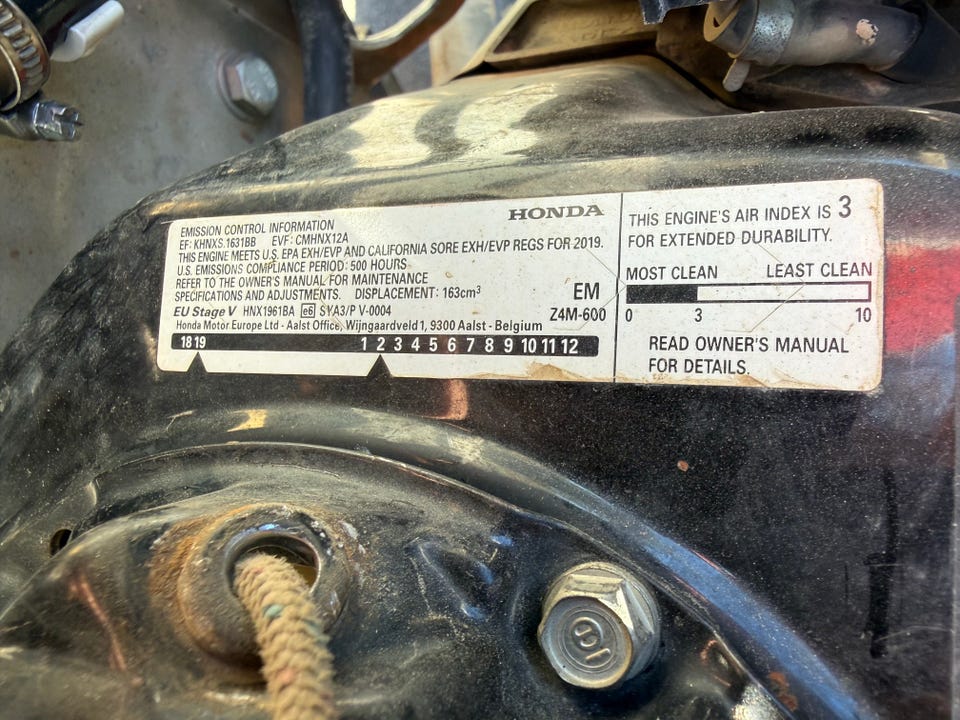 EMISSION CONTROL INFORMATION
HONDA
EF: KHNXS.1631BB EVF: CMHNX12A
THIS ENGINE MEETS U.S. EPA EXH/EVP AND CALIFORNIA SORE EXH/EVP REGS FOR 2019.
U.S. EMISSIONS COMPLIANCE PERIOD: 500 HOURS
REFER TO THE OWNER'S MANUAL FOR MAINTENANCE
SPECIFICATIONS AND ADJUSTMENTS. DISPLACEMENT: 163cm³
EM
EU Stage V HNX1961BA e6 SYA3/P V-0004
Z4M-600
Honda Motor Europe Ltd - Aalst Office, Wijngaardveld 1, 9300 Aalst - Belgium
18 19 1 2 3 4 5 6 7 8 9 10 11 12
THIS ENGINE'S AIR INDEX IS 3
FOR EXTENDED DURABILITY.
MOST CLEAN LEAST CLEAN
0 3 10
READ OWNER'S MANUAL
FOR DETAILS.